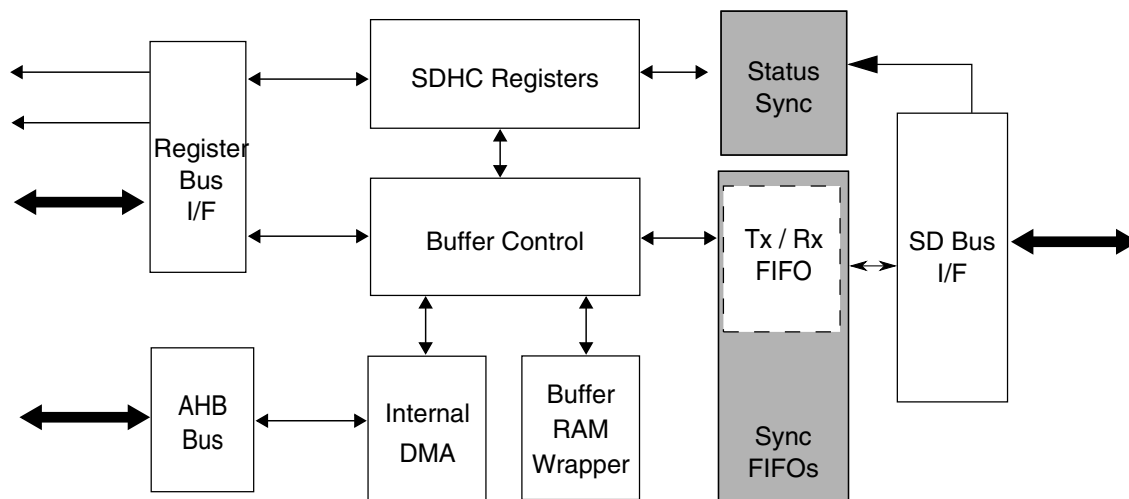 SDHC Registers
Status
Sync
Register
Bus
I/F
Buffer Control
Tx / Rx
FIFO
SD Bus
I/F
AHB
Bus
Internal
DMA
Buffer
RAM
Wrapper
Sync
FIFOs